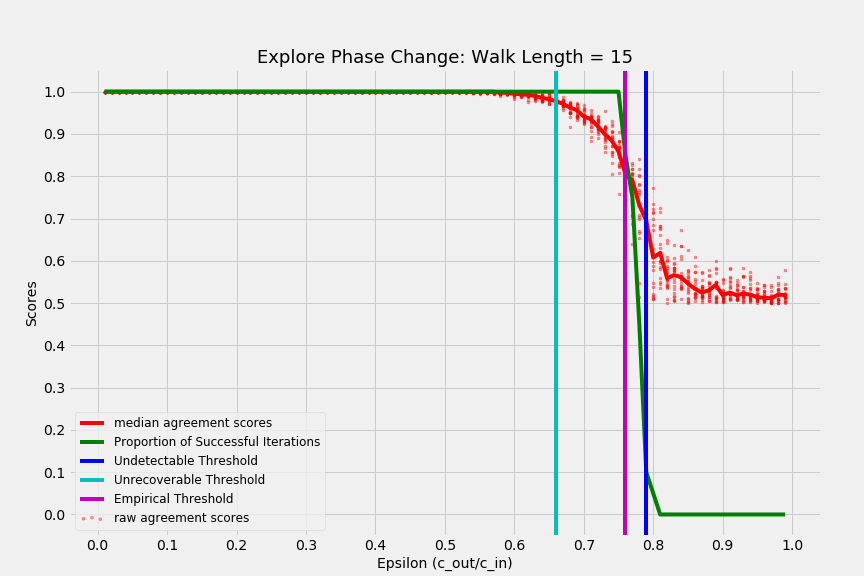 Explore Phase Change: Walk Length = 15
1.0
0.9
0.8
0.7
0.6
0.5
0.4
0.3
0.2
0.1
0.0
Scores
median agreement scores
Proportion of Successful Iterations
Undetectable Threshold
Unrecoverable Threshold
Empirical Threshold
raw agreement scores
0.0 0.1 0.2 0.3 0.4 0.5 0.6 0.7 0.8 0.9 1.0
Epsilon (c_out/c_in)